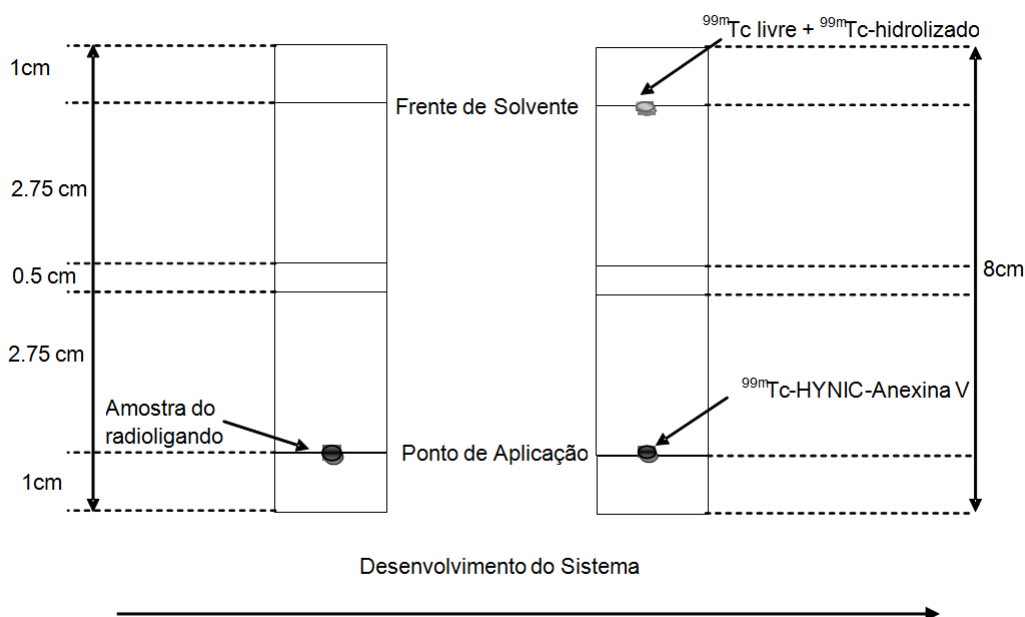 ⁹⁹ᵐTc livre + ⁹⁹ᵐTc-hidrolizado
1cm
Frente de Solvente
2.75 cm
0.5 cm
8cm
2.75 cm
⁹⁹ᵐTc-HYNIC-Anexina V
Amostra do
radioligando
Ponto de Aplicação
1cm
Desenvolvimento do Sistema